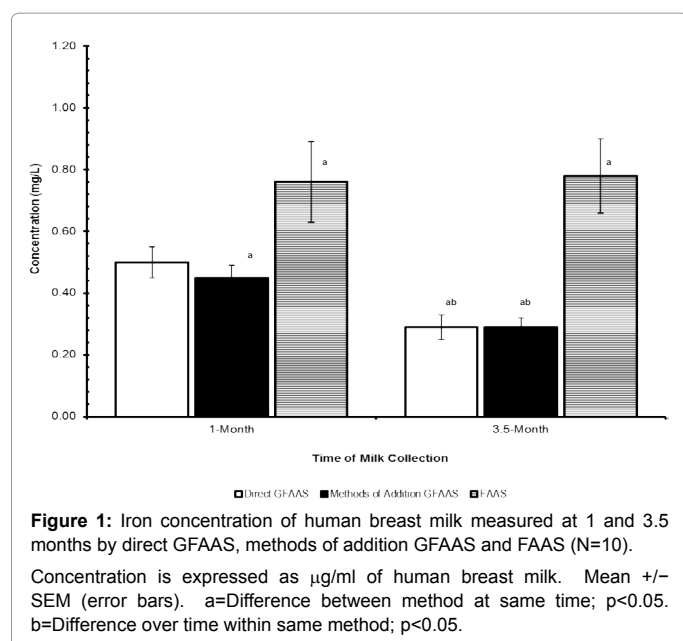 1.20
1.00
0.80
0.60
0.40
0.20
0.00
Concentration (mg/L)
a
a
a
ab
ab
1-Month
3.5-Month
Time of Milk Collection
Direct GFAAS
Methods of Addition GFAAS
FAAS
Figure 1: Iron concentration of human breast milk measured at 1 and 3.5
months by direct GFAAS, methods of addition GFAAS and FAAS (N=10).
Concentration is expressed as μg/ml of human breast milk. Mean +/−
SEM (error bars). a=Difference between method at same time; p<0.05.
b=Difference over time within same method; p<0.05.